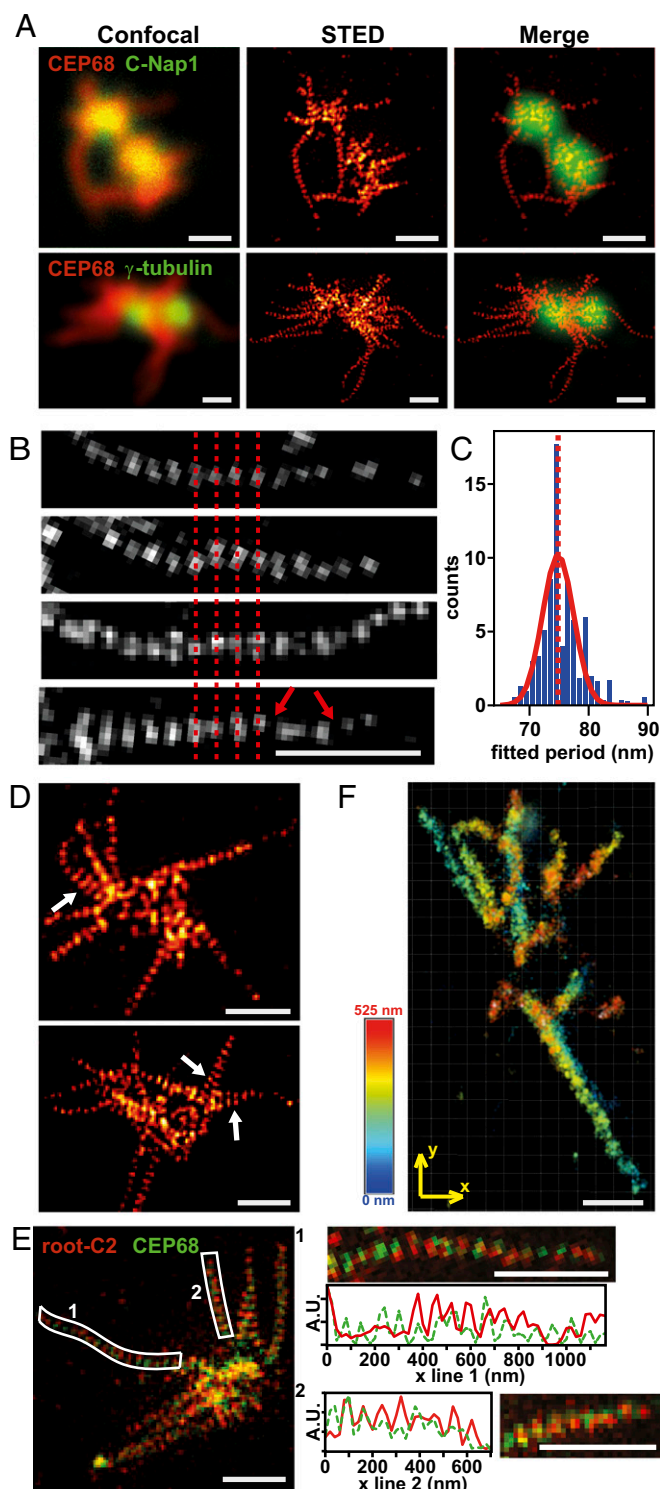 A
Confocal STED Merge
CEP68 C-Nap1
CEP68 γ-tubulin
B
C
counts
15
10
5
0
70 80 90
fitted period (nm)
D
F
525 nm
0 nm
y
x
E
root-C2 CEP68
1
2
1
A.U.
0 200 400 600 800 1000
x line 1 (nm)
2
A.U.
0 200 400 600
x line 2 (nm)